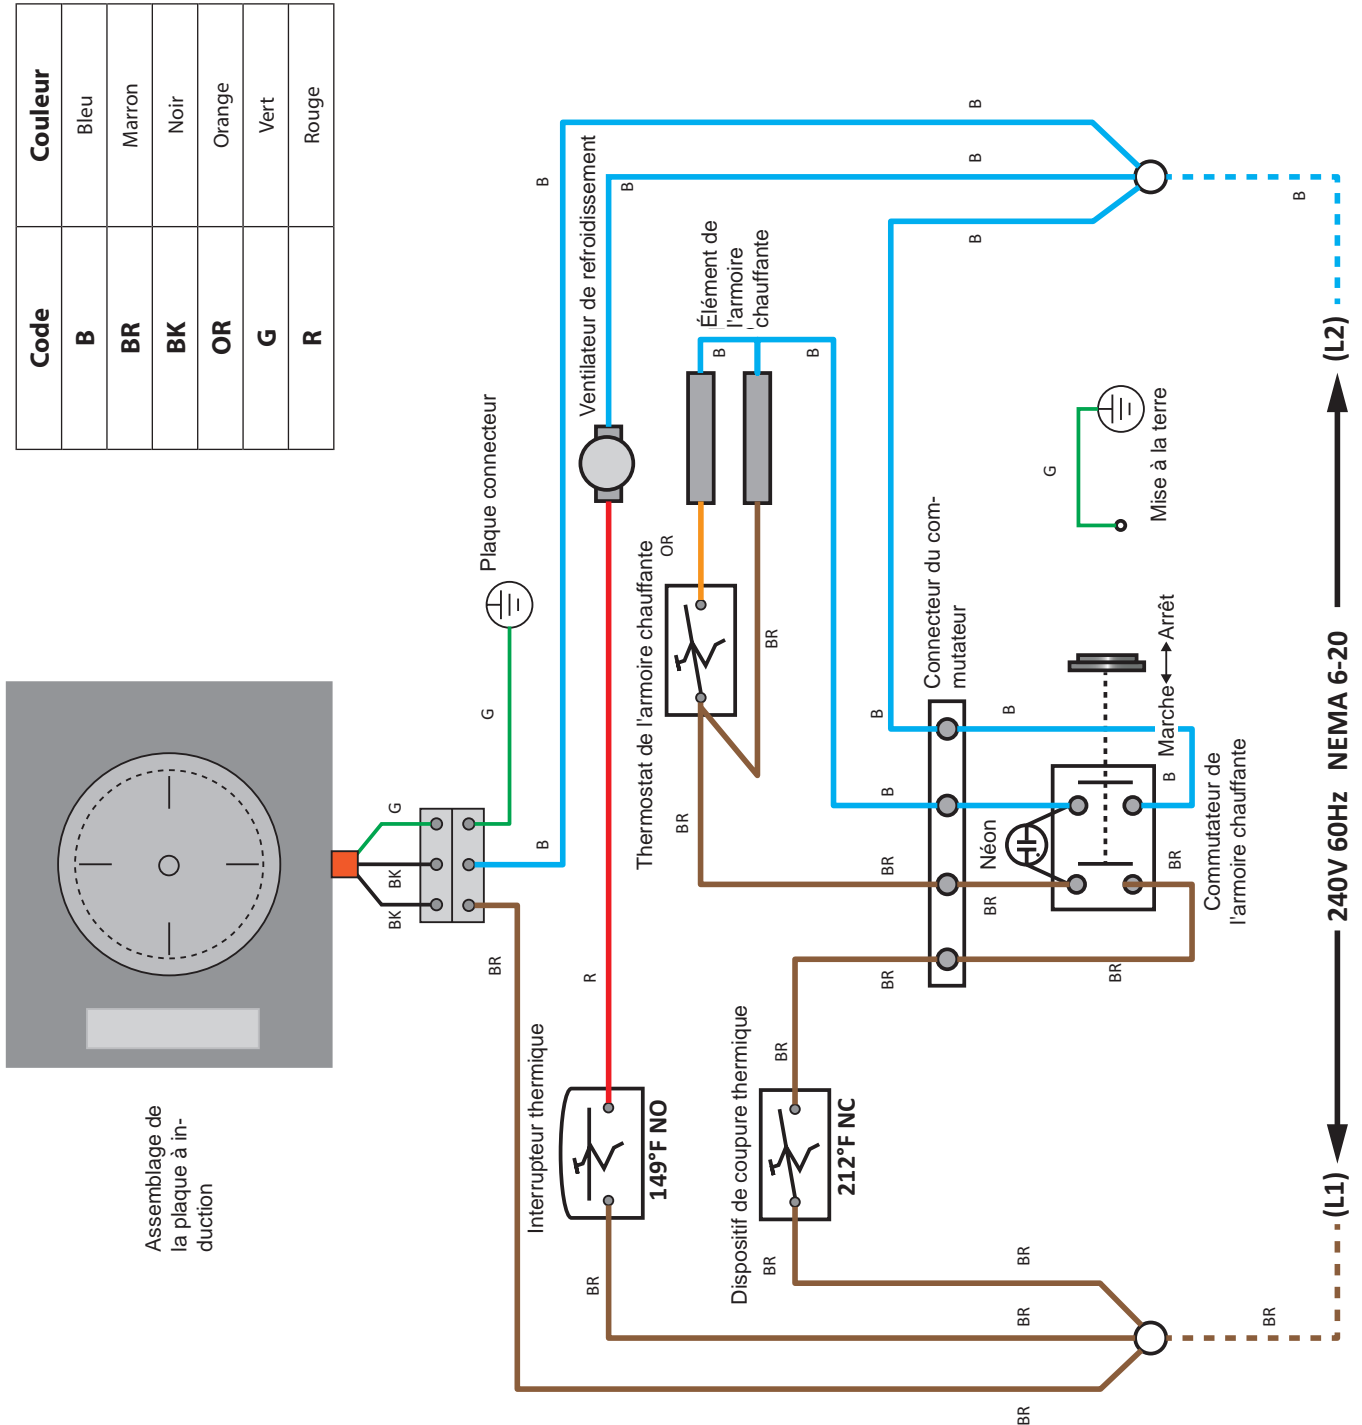 Code Couleur
B Bleu
BR Marron
BK Noir
OR Orange
G Vert
R Rouge
Assemblage de
la plaque à in-
duction
BK
BK
G
Plaque connecteur
G
BR
B
B
Interrupteur thermique
149°F NO
BR
R
Ventilateur de refroidissement
B
Thermostat de l'armoire chauffante
OR
BR
BR
Élément de
l'armoire
chauffante
B
B
Dispositif de coupure thermique
212°F NC
BR
BR
BR
BR
B
B
Connecteur du com-
mutateur
BR
BR
B
Néon
BR
B
Marche
Arrêt
Commutateur de
l'armoire chauffante
G
Mise à la terre
B
B
B
B
BR
BR
BR
BR
(L1)
240V 60Hz NEMA 6-20
(L2)